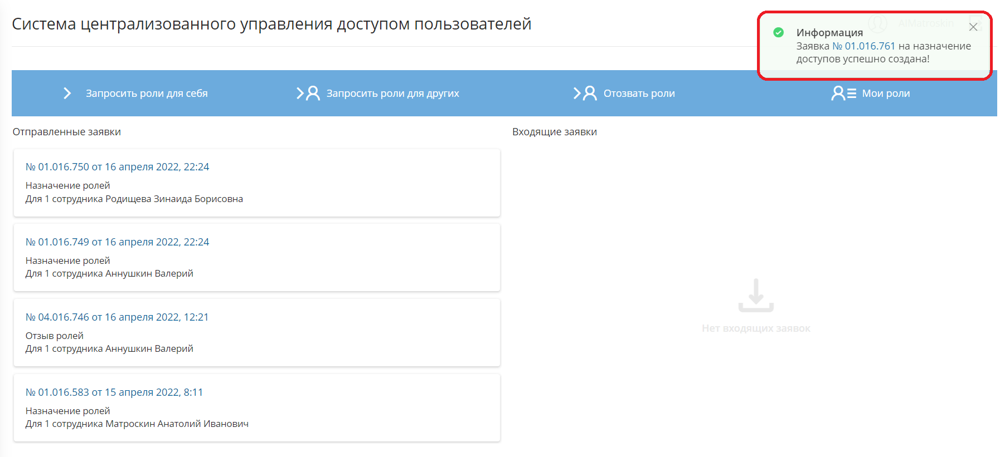 Система централизованного управления доступом пользователей
AIMatroskin
Информация
Заявка № 01.016.761 на назначение
доступов успешно создана!
Запросить роли для себя
Запросить роли для других
Отозвать роли
Мои роли
Отправленные заявки
№ 01.016.750 от 16 апреля 2022, 22:24
Назначение ролей
Для 1 сотрудника Родищева Зинаида Борисовна
№ 01.016.749 от 16 апреля 2022, 22:24
Назначение ролей
Для 1 сотрудника Аннушкин Валерий
№ 04.016.746 от 16 апреля 2022, 12:21
Отзыв ролей
Для 1 сотрудника Аннушкин Валерий
№ 01.016.583 от 15 апреля 2022, 8:11
Назначение ролей
Для 1 сотрудника Матроскин Анатолий Иванович
Входящие заявки
Нет входящих заявок